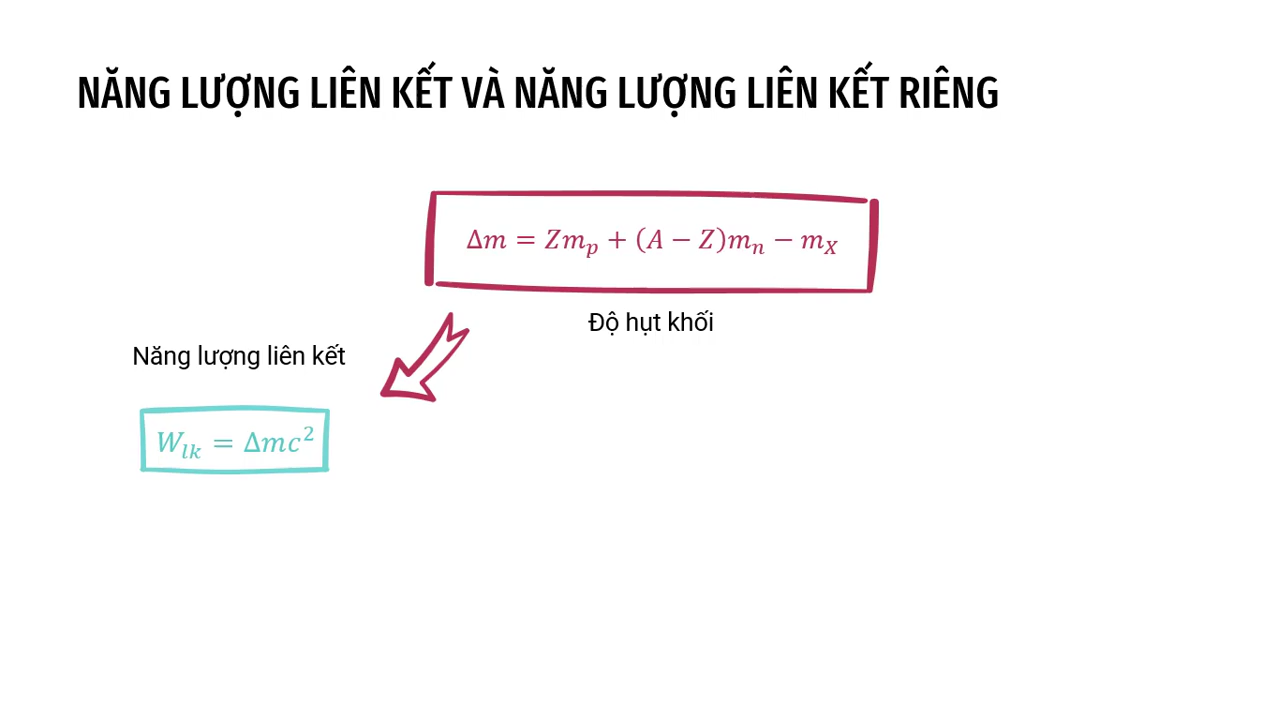 NĂNG LƯỢNG LIÊN KẾT VÀ NĂNG LƯỢNG LIÊN KẾT RIÊNG
Δm = Zm_p + (A − Z)m_n − m_X
Độ hụt khối
Năng lượng liên kết
W_lk = Δmc²